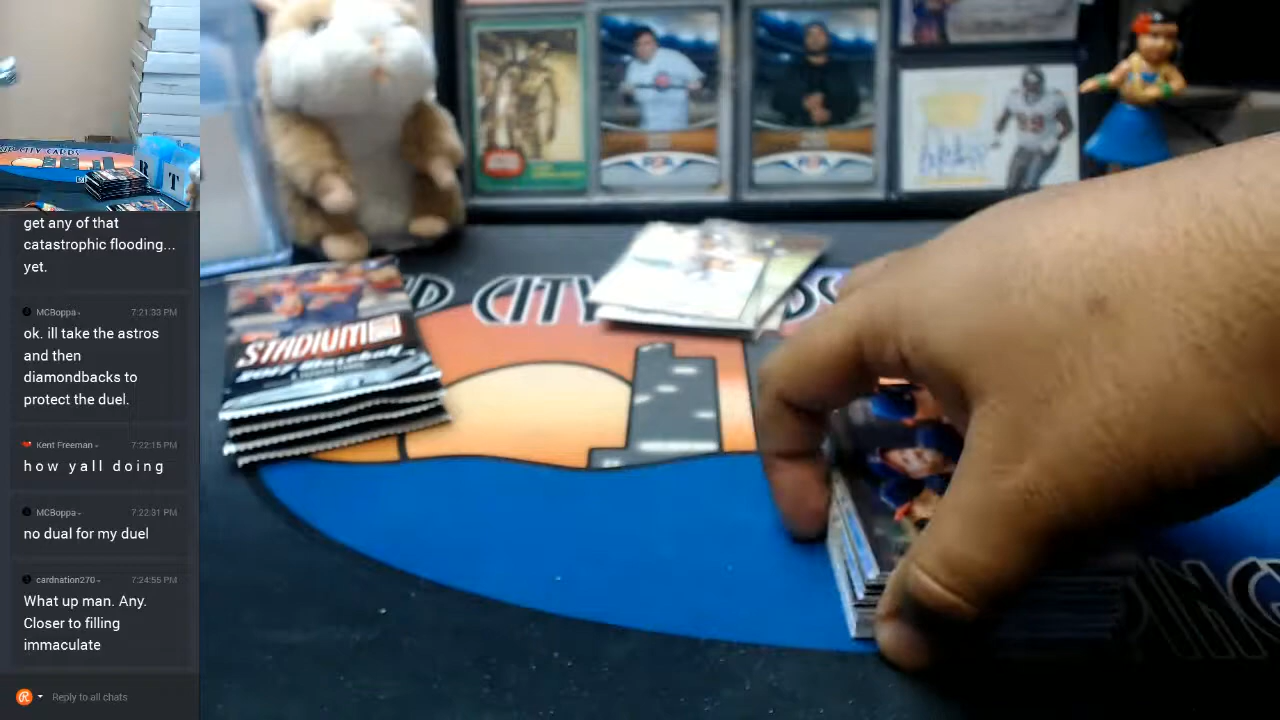 get any of that
catastrophic flooding...
yet.
MCBoppa
7:21:33 PM
ok. ill take the astros
and then
diamondbacks to
protect the duel.
Kent Freeman
7:22:15 PM
how yall doing
MCBoppa
7:22:31 PM
no dual for my duel
cardnation270
7:24:55 PM
What up man. Any.
Closer to filling
immaculate
Reply to all chats
CITY
STADIUM
2017 Baseball